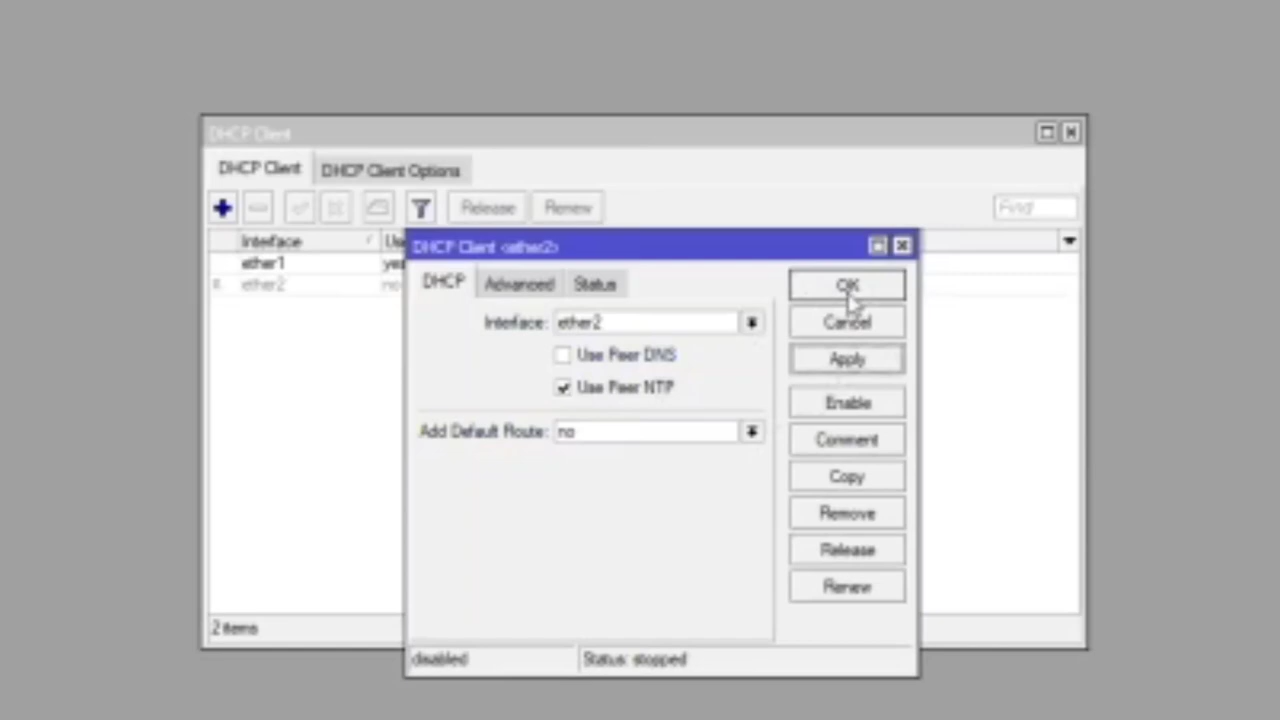 DHCP Client
DHCP Client DHCP Client Options
Release Renew Find
Interface
ether1
ether2 no
2 items
DHCP Client <ether2>
DHCP Advanced Status
Interface: ether2
Use Peer DNS
Use Peer NTP
Add Default Route: no
OK
Cancel
Apply
Enable
Comment
Copy
Remove
Release
Renew
disabled Status: stopped